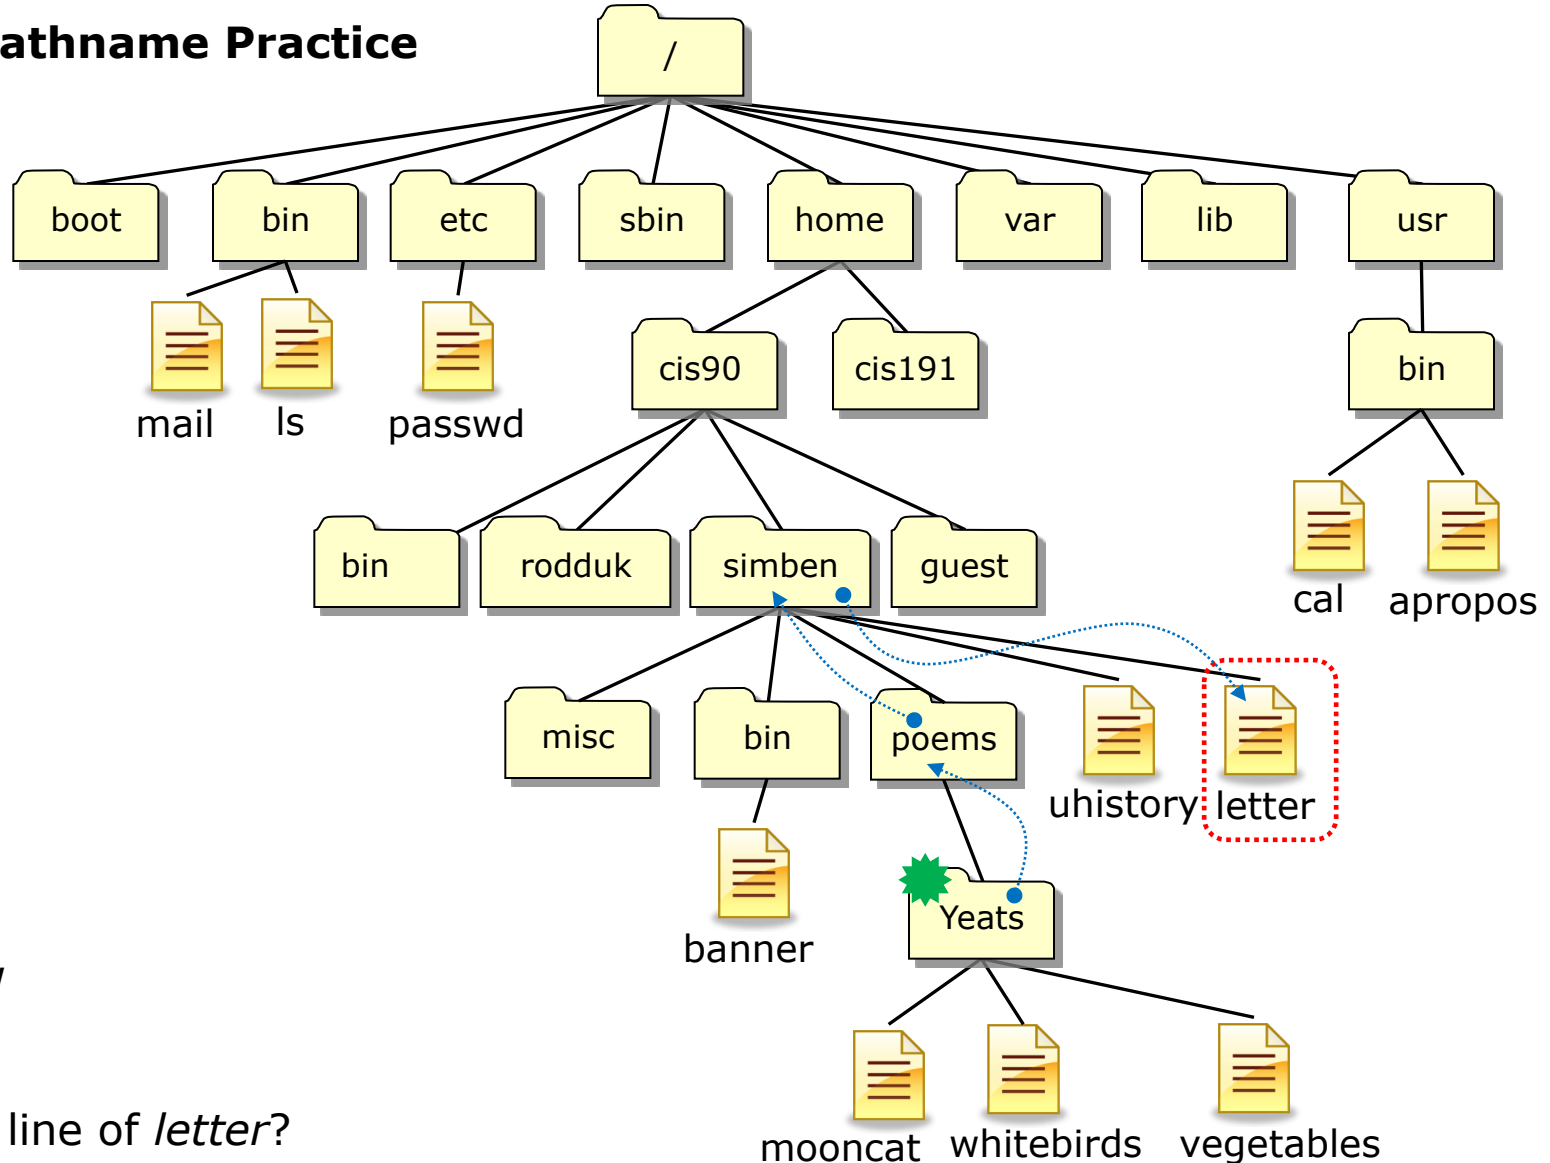 athname Practice
/
boot bin etc sbin home var lib usr
mail ls passwd
cis90 cis191 bin
bin rodduk simben guest
cal apropos
misc bin poems
uhistory letter
banner
Yeats
line of letter?
mooncat whitebirds vegetables